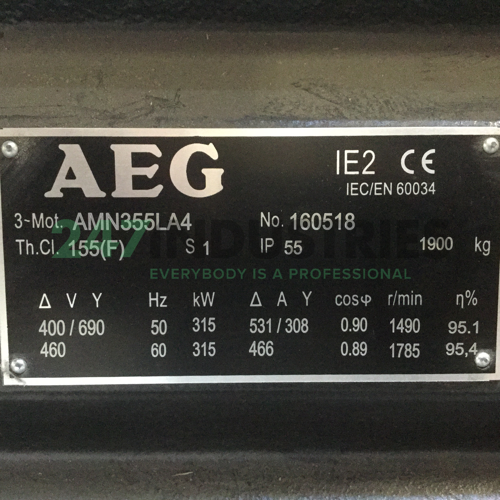 AEG IE2 CE
IEC/EN 60034
3~Mot. AMN355LA4 No. 160518
Th.Cl. 155(F) S 1 IP 55 1900 kg
247 INDUSTRIES
EVERYBODY IS A PROFESSIONAL
Δ V Y Hz kW Δ A Y cosφ r/min η%
400 / 690 50 315 531 / 308 0.90 1490 95.1
460 60 315 466 0.89 1785 95,4